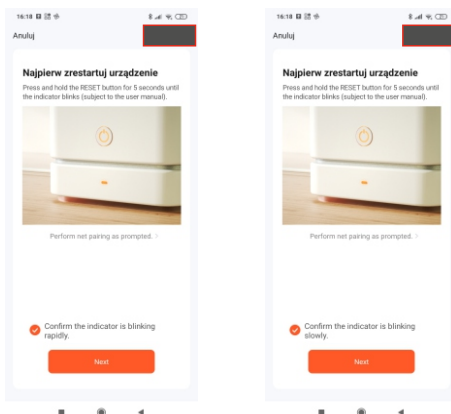 16:18
Anuluj
Najpierw zrestartuj urządzenie
Press and hold the RESET button for 5 seconds until
the indicator blinks (subject to the user manual).
Perform net pairing as prompted. >
Confirm the indicator is blinking
rapidly.
Next
16:18
Anuluj
Najpierw zrestartuj urządzenie
Press and hold the RESET button for 5 seconds until
the indicator blinks (subject to the user manual).
Perform net pairing as prompted. >
Confirm the indicator is blinking
slowly.
Next